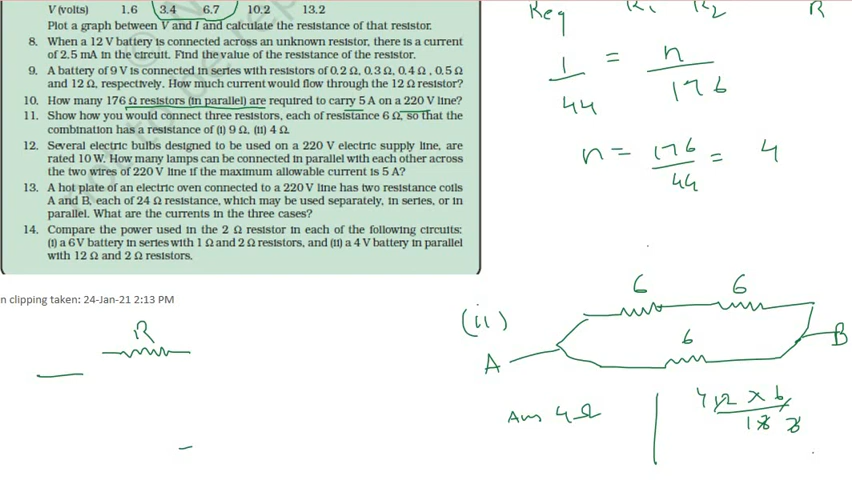 V (volts) 1.6 3.4 6.7 10.2 13.2
Plot a graph between V and I and calculate the resistance of that resistor.
8. When a 12 V battery is connected across an unknown resistor, there is a current
of 2.5 mA in the circuit. Find the value of the resistance of the resistor.
9. A battery of 9 V is connected in series with resistors of 0.2 Ω, 0.3 Ω, 0.4 Ω , 0.5 Ω
and 12 Ω, respectively. How much current would flow through the 12 Ω resistor?
10. How many 176 Ω resistors (in parallel) are required to carry 5 A on a 220 V line?
11. Show how you would connect three resistors, each of resistance 6 Ω, so that the
combination has a resistance of (i) 9 Ω, (ii) 4 Ω.
12. Several electric bulbs designed to be used on a 220 V electric supply line, are
rated 10 W. How many lamps can be connected in parallel with each other across
the two wires of 220 V line if the maximum allowable current is 5 A?
13. A hot plate of an electric oven connected to a 220 V line has two resistance coils
A and B, each of 24 Ω resistance, which may be used separately, in series, or in
parallel. What are the currents in the three cases?
14. Compare the power used in the 2 Ω resistor in each of the following circuits:
(i) a 6 V battery in series with 1 Ω and 2 Ω resistors, and (ii) a 4 V battery in parallel
with 12 Ω and 2 Ω resistors.
n clipping taken: 24-Jan-21 2:13 PM
R
Req R1 R2 R
1/44 = n/176
n = 176/44 = 4
(ii)
6 6
6
A B
Ans 4Ω
4 12 x 6
18 3